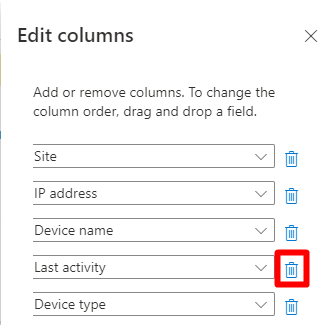 Edit columns
Add or remove columns. To change the
column order, drag and drop a field.
Site
IP address
Device name
Last activity
Device type